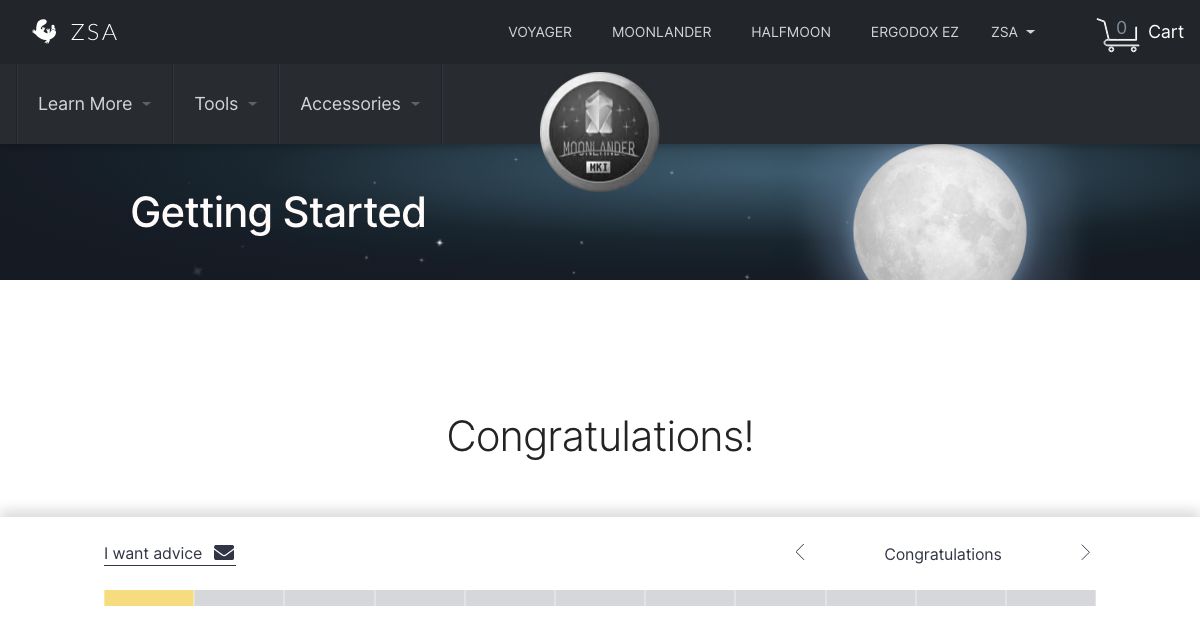 ZSA
VOYAGER
MOONLANDER
HALFMOON
ERGODOX EZ
ZSA
0
Cart
Learn More
Tools
Accessories
MOONLANDER
MKI
Getting Started
Congratulations!
I want advice
Congratulations